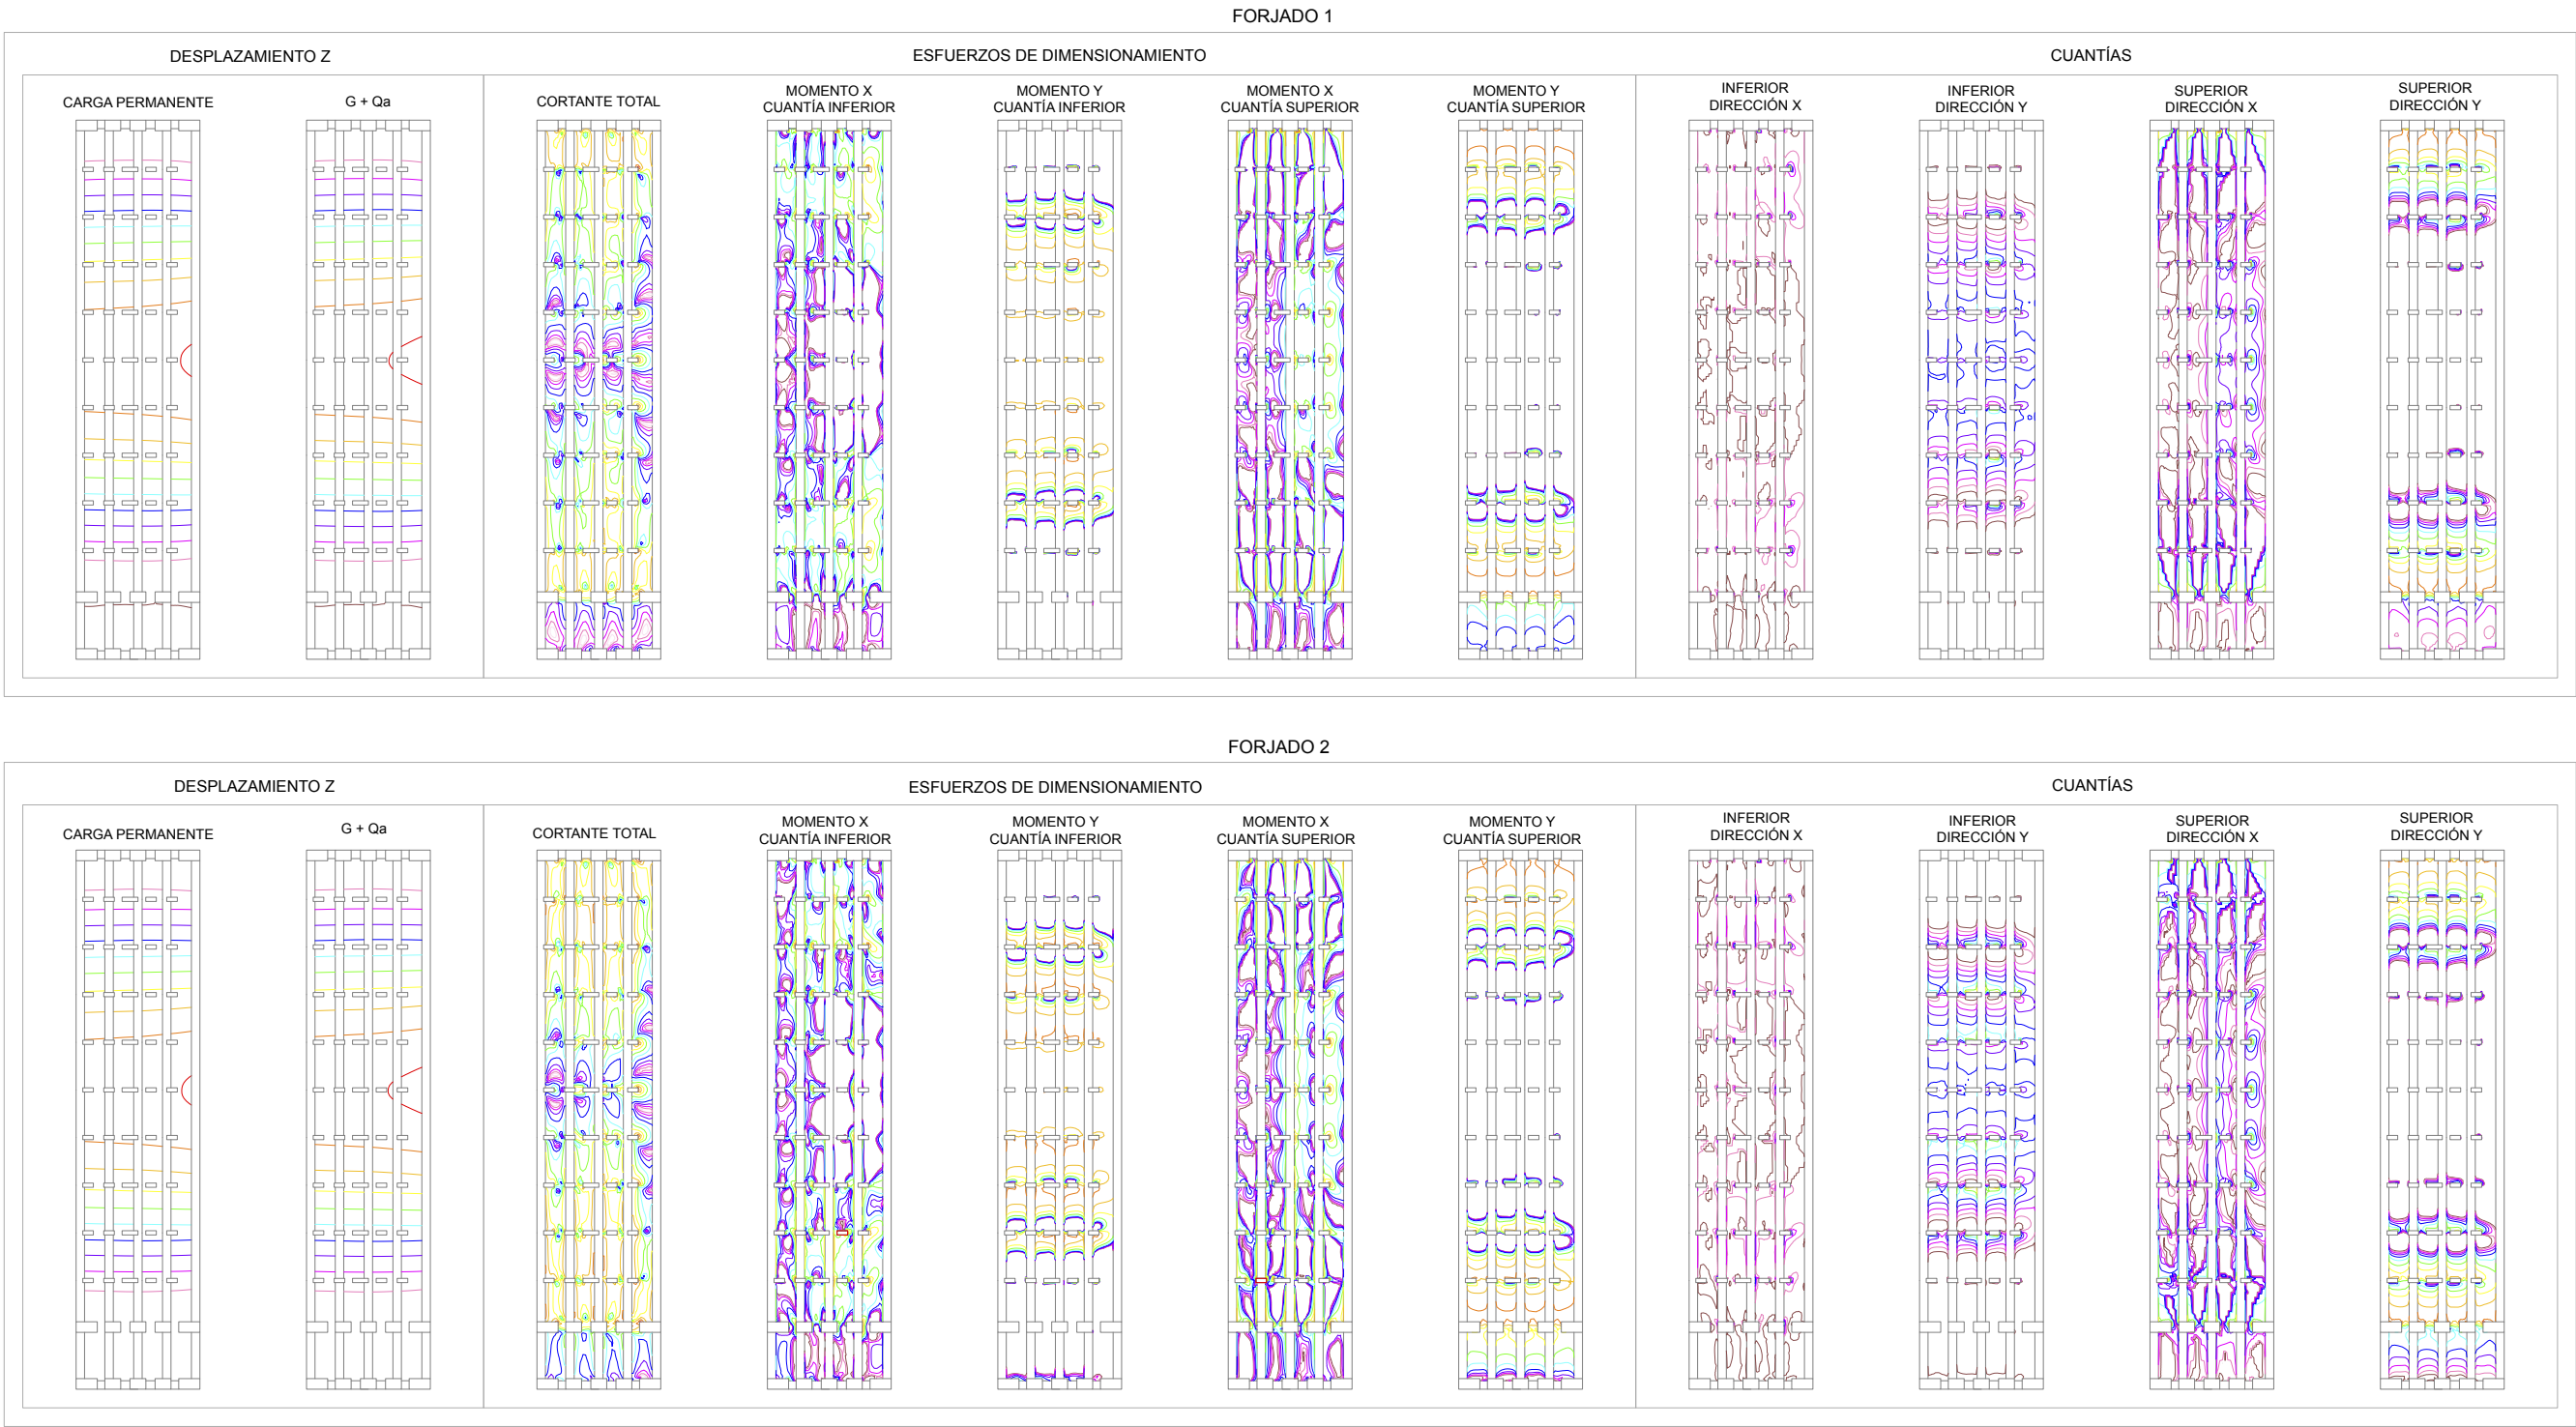 FORJADO 1
DESPLAZAMIENTO Z
ESFUERZOS DE DIMENSIONAMIENTO
CUANTÍAS
CARGA PERMANENTE
G + Qa
CORTANTE TOTAL
MOMENTO X
CUANTÍA INFERIOR
MOMENTO Y
CUANTÍA INFERIOR
MOMENTO X
CUANTÍA SUPERIOR
MOMENTO Y
CUANTÍA SUPERIOR
INFERIOR
DIRECCIÓN X
INFERIOR
DIRECCIÓN Y
SUPERIOR
DIRECCIÓN X
SUPERIOR
DIRECCIÓN Y
FORJADO 2
DESPLAZAMIENTO Z
ESFUERZOS DE DIMENSIONAMIENTO
CUANTÍAS
CARGA PERMANENTE
G + Qa
CORTANTE TOTAL
MOMENTO X
CUANTÍA INFERIOR
MOMENTO Y
CUANTÍA INFERIOR
MOMENTO X
CUANTÍA SUPERIOR
MOMENTO Y
CUANTÍA SUPERIOR
INFERIOR
DIRECCIÓN X
INFERIOR
DIRECCIÓN Y
SUPERIOR
DIRECCIÓN X
SUPERIOR
DIRECCIÓN Y